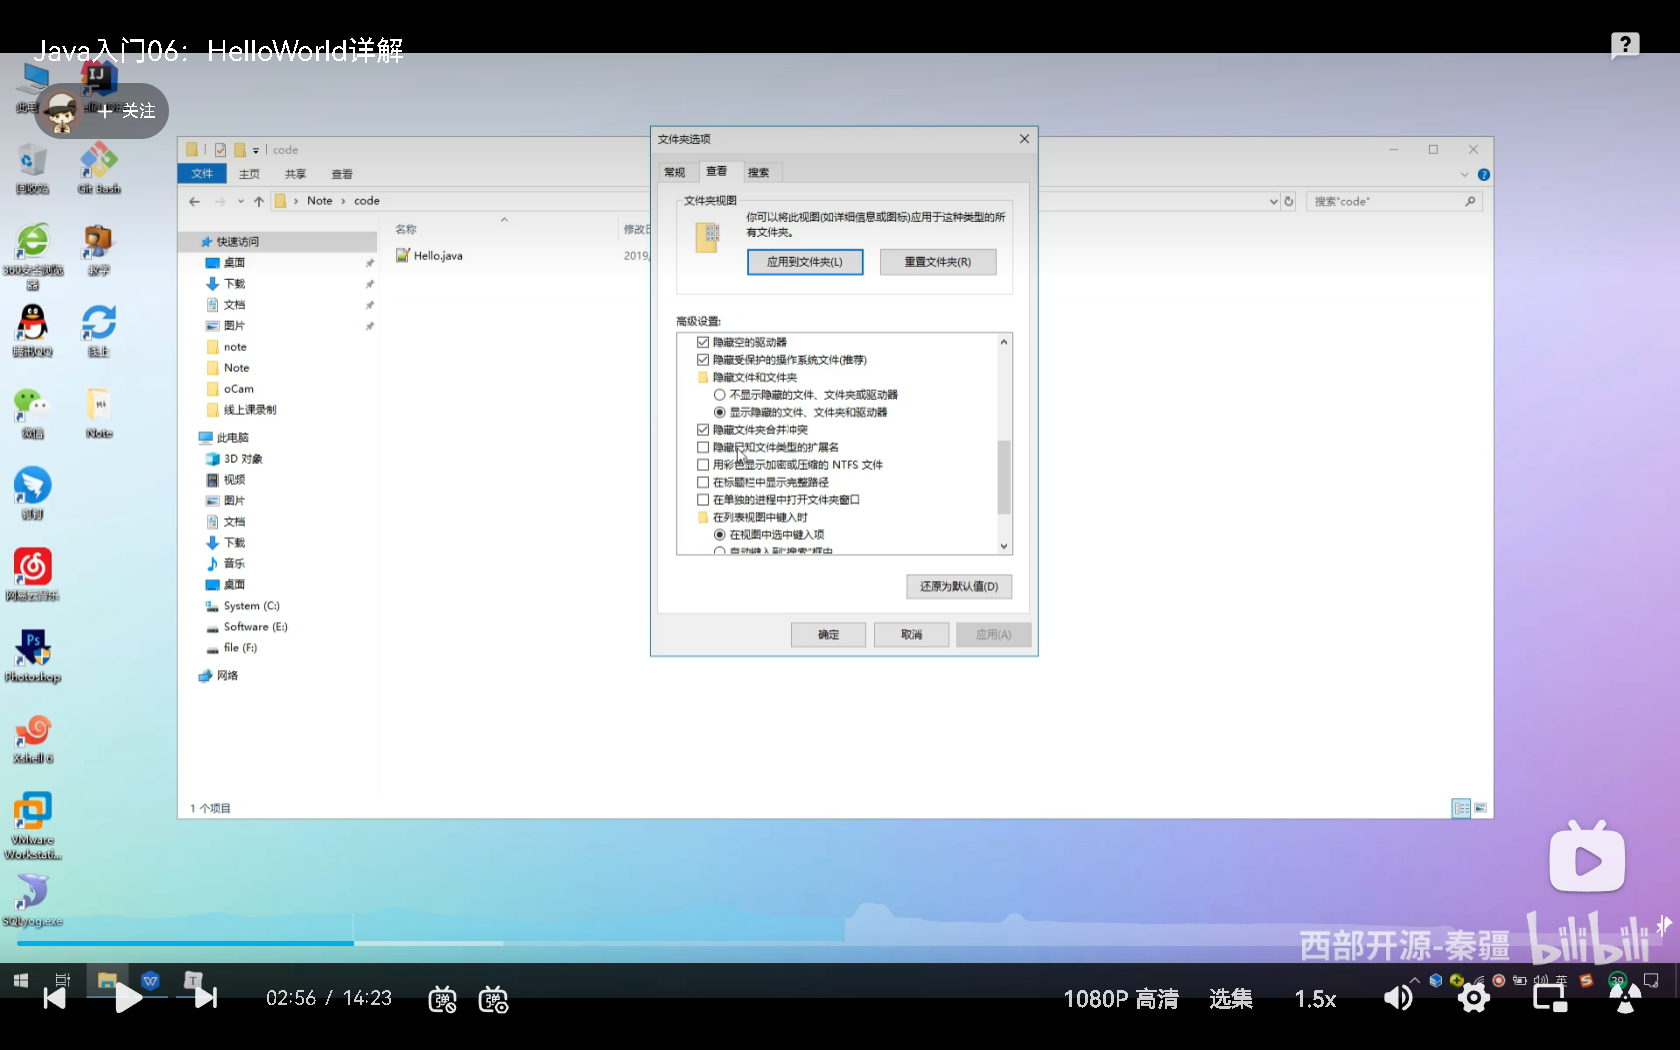 Java入门06：HelloWorld详解
+ 关注
回收站
Git Bash
360安全浏览器
教学
腾讯QQ
线上
微信
Note
钉钉
网易云音乐
Photoshop
Xshell 6
VMware Workstati...
SQLyog.exe
code
文件
主页
共享
查看
Note
code
搜索"code"
名称
修改日
Hello.java
2019/
快速访问
桌面
下载
文档
图片
note
Note
oCam
线上课录制
此电脑
3D 对象
视频
图片
文档
下载
音乐
桌面
System (C:)
Software (E:)
file (F:)
网络
1 个项目
文件夹选项
常规
查看
搜索
文件夹视图
你可以将此视图(如详细信息或图标)应用于这种类型的所
有文件夹。
应用到文件夹(L)
重置文件夹(R)
高级设置:
隐藏空的驱动器
隐藏受保护的操作系统文件(推荐)
隐藏文件和文件夹
不显示隐藏的文件、文件夹或驱动器
显示隐藏的文件、文件夹和驱动器
隐藏文件夹合并冲突
隐藏已知文件类型的扩展名
用彩色显示加密或压缩的 NTFS 文件
在标题栏中显示完整路径
在单独的进程中打开文件夹窗口
在列表视图中键入时
在视图中选中键入项
自动键入到"搜索"框中
还原为默认值(D)
确定
取消
应用(A)
西部开源-秦疆
bilibili
英
02:56 / 14:23
弹
弹
1080P 高清
选集
1.5x